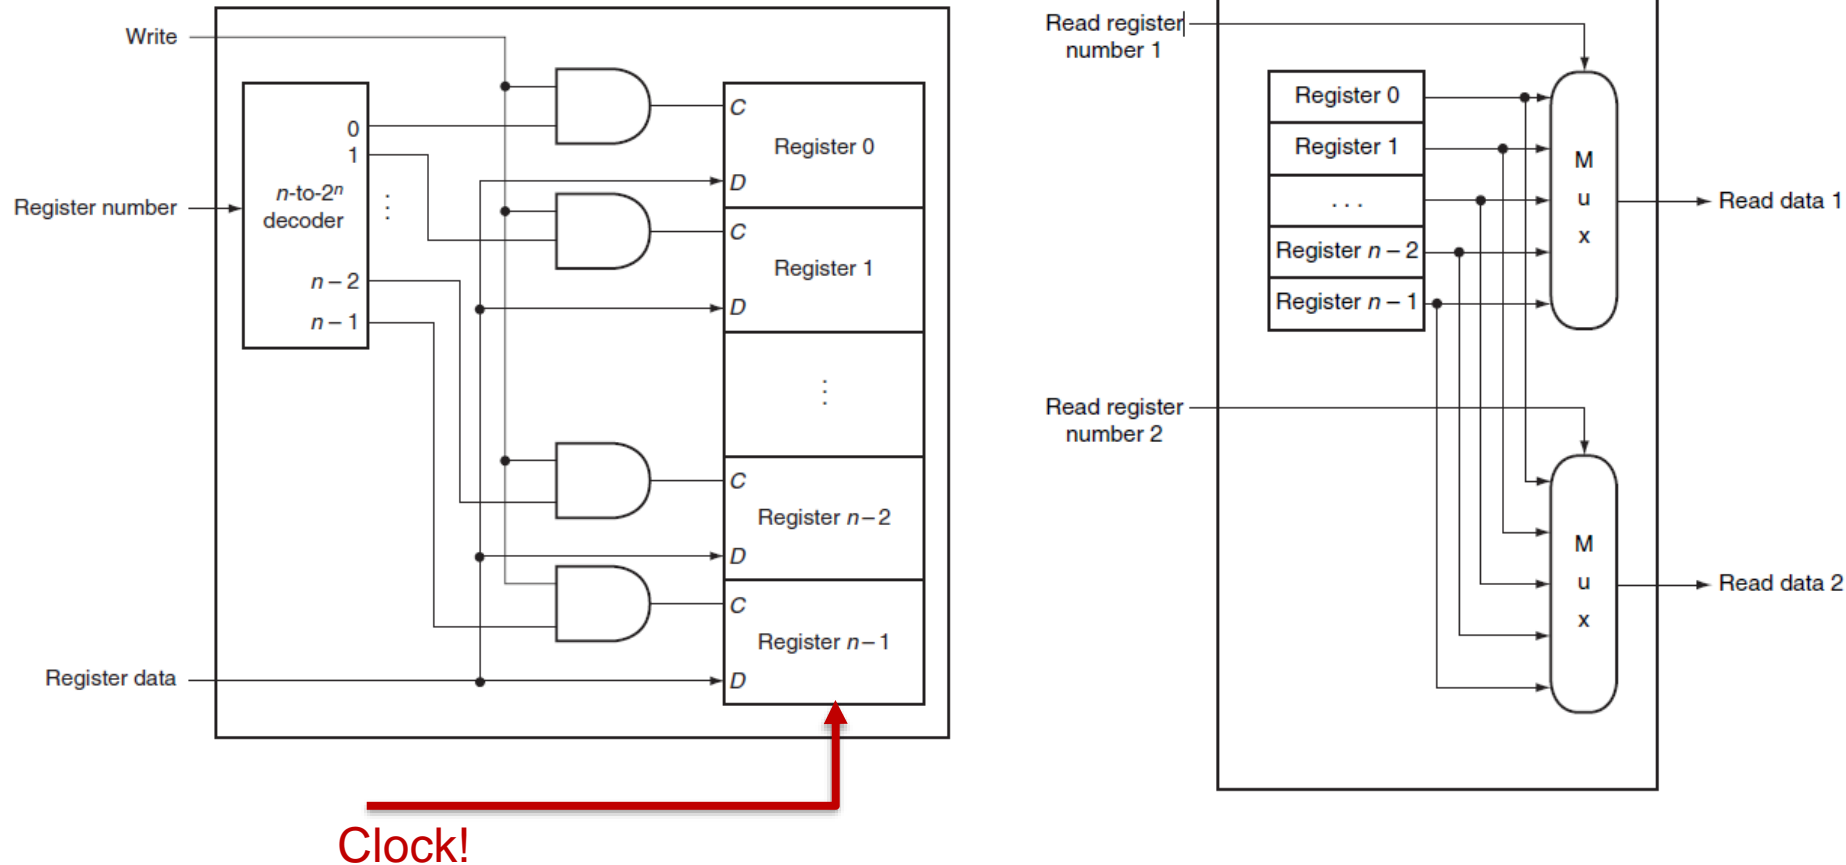 Write
0
1
n-to-2ⁿ
decoder
⋮
Register number
n – 2
n – 1
Register data
C
Register 0
D
C
Register 1
D
⋮
C
Register n – 2
D
C
Register n – 1
D
Clock!
Read register
number 1
Register 0
Register 1
. . .
Register n – 2
Register n – 1
M
u
x
Read data 1
Read register
number 2
M
u
x
Read data 2